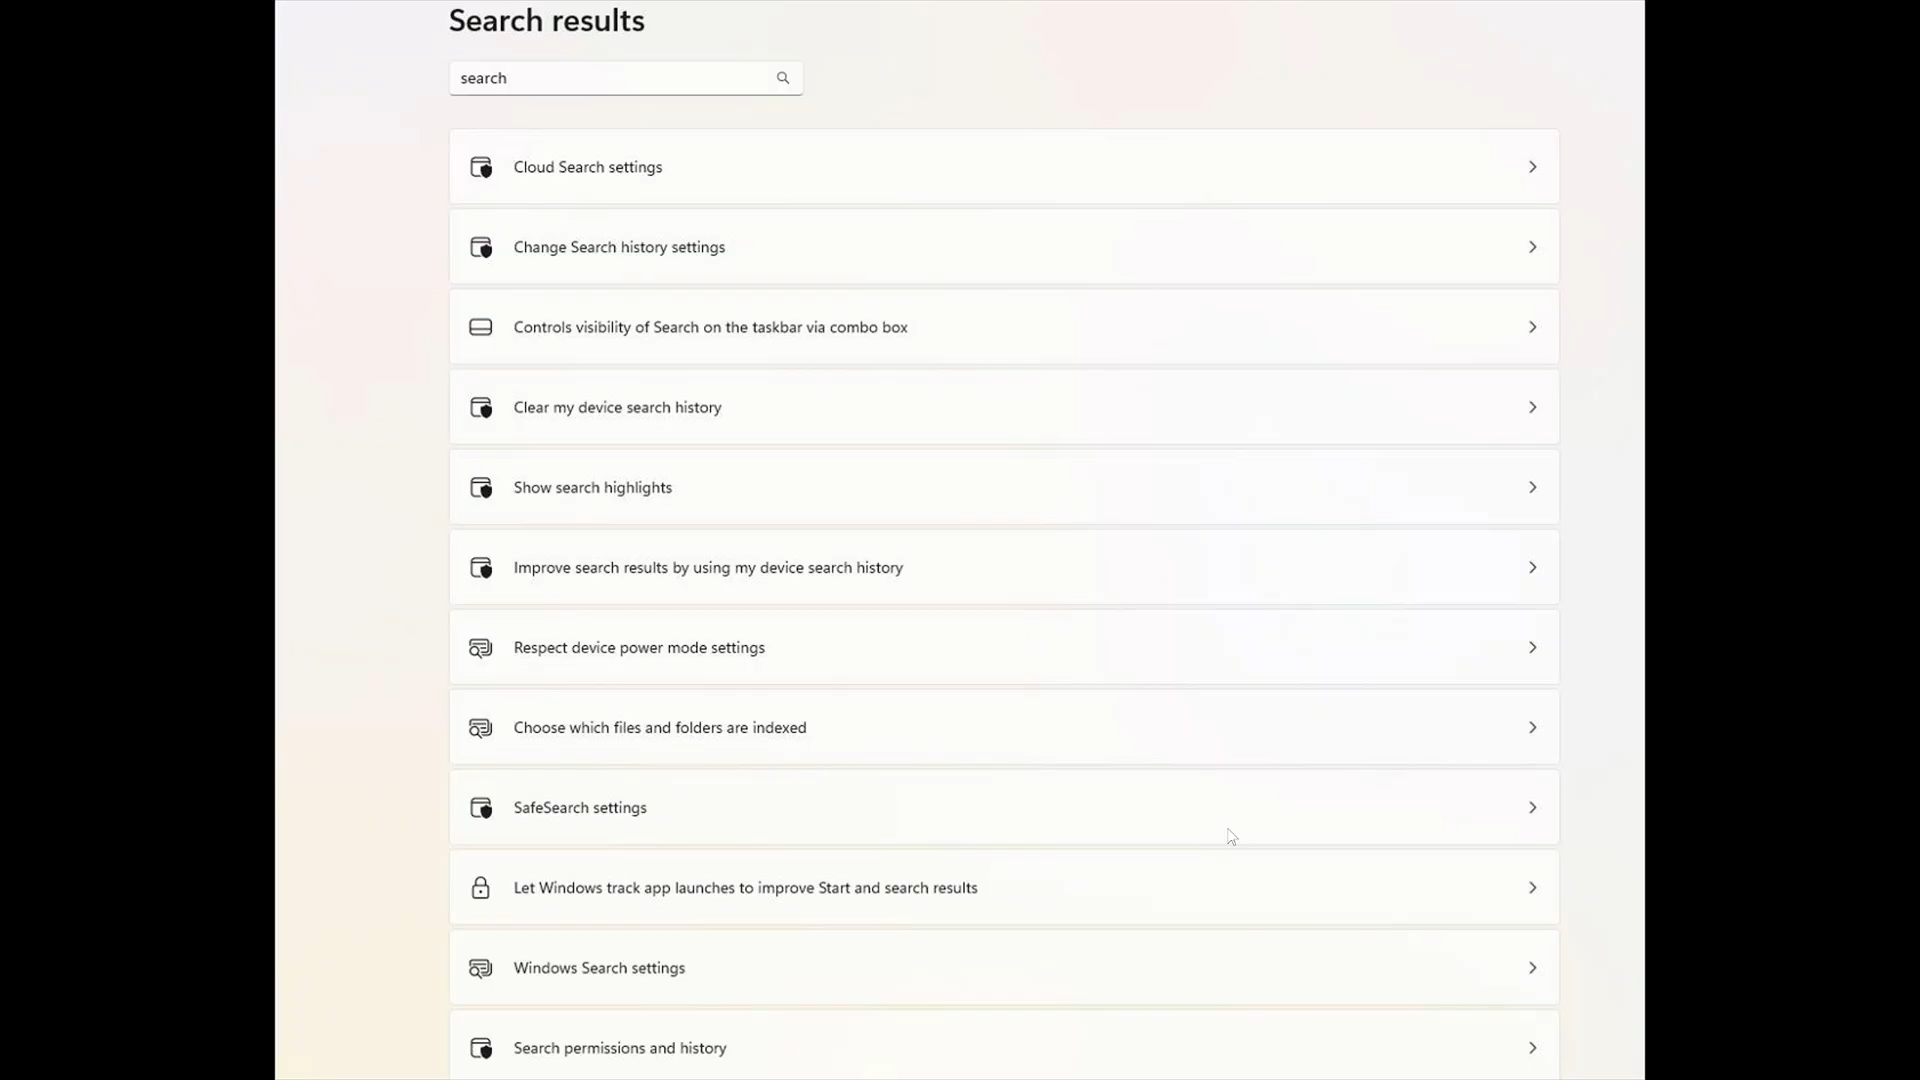 Search results
search
Cloud Search settings
Change Search history settings
Controls visibility of Search on the taskbar via combo box
Clear my device search history
Show search highlights
Improve search results by using my device search history
Respect device power mode settings
Choose which files and folders are indexed
SafeSearch settings
Let Windows track app launches to improve Start and search results
Windows Search settings
Search permissions and history